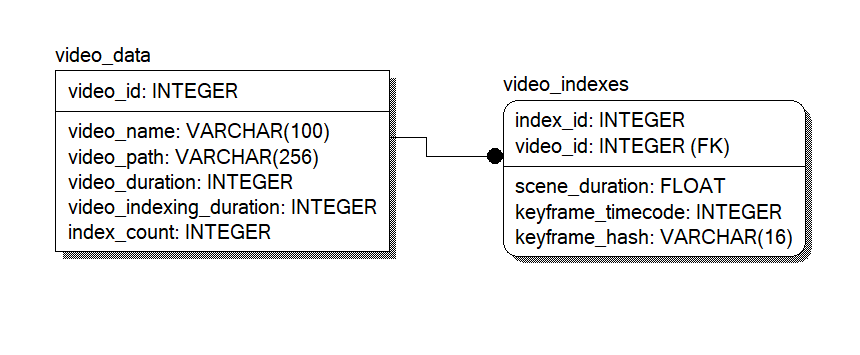 video_data
video_id: INTEGER
video_name: VARCHAR(100)
video_path: VARCHAR(256)
video_duration: INTEGER
video_indexing_duration: INTEGER
index_count: INTEGER
video_indexes
index_id: INTEGER
video_id: INTEGER (FK)
scene_duration: FLOAT
keyframe_timecode: INTEGER
keyframe_hash: VARCHAR(16)